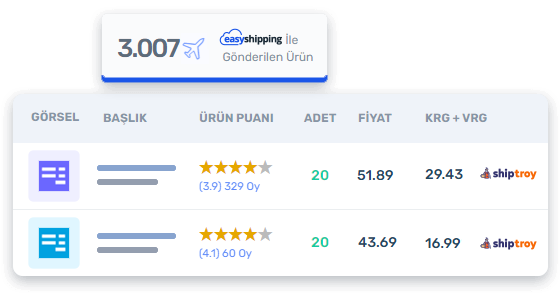 3.007 easyshipping İle
Gönderilen Ürün
GÖRSEL BAŞLIK ÜRÜN PUANI ADET FİYAT KRG + VRG
20 51.89 29.43 shiptroy
(3.9) 329 Oy
20 43.69 16.99 shiptroy
(4.1) 60 Oy